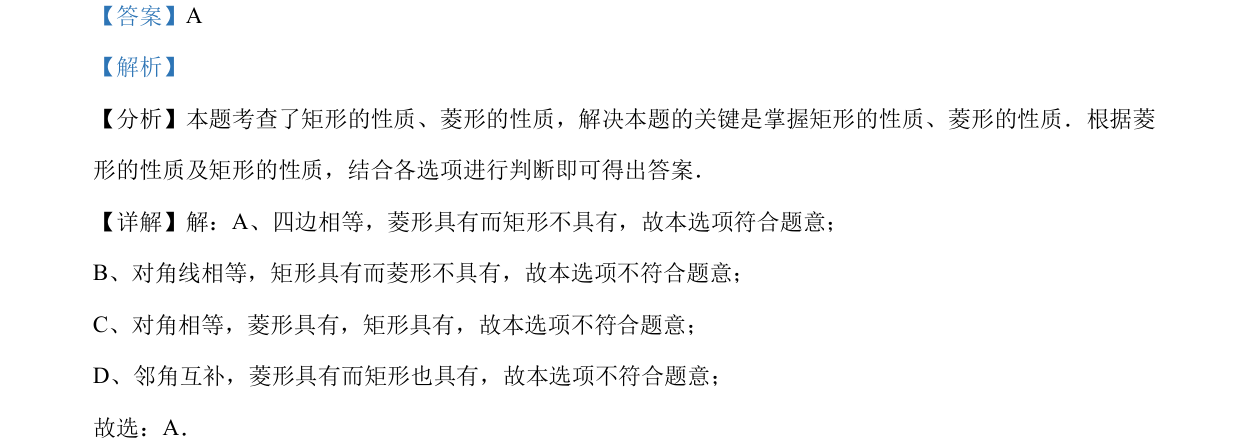 【答案】A
【解析】
【分析】本题考查了矩形的性质、菱形的性质，解决本题的关键是掌握矩形的性质、菱形的性质．根据菱
形的性质及矩形的性质，结合各选项进行判断即可得出答案．
【详解】解：A、四边相等，菱形具有而矩形不具有，故本选项符合题意；
B、对角线相等，矩形具有而菱形不具有，故本选项不符合题意；
C、对角相等，菱形具有，矩形具有，故本选项不符合题意；
D、邻角互补，菱形具有而矩形也具有，故本选项不符合题意；
故选：A．